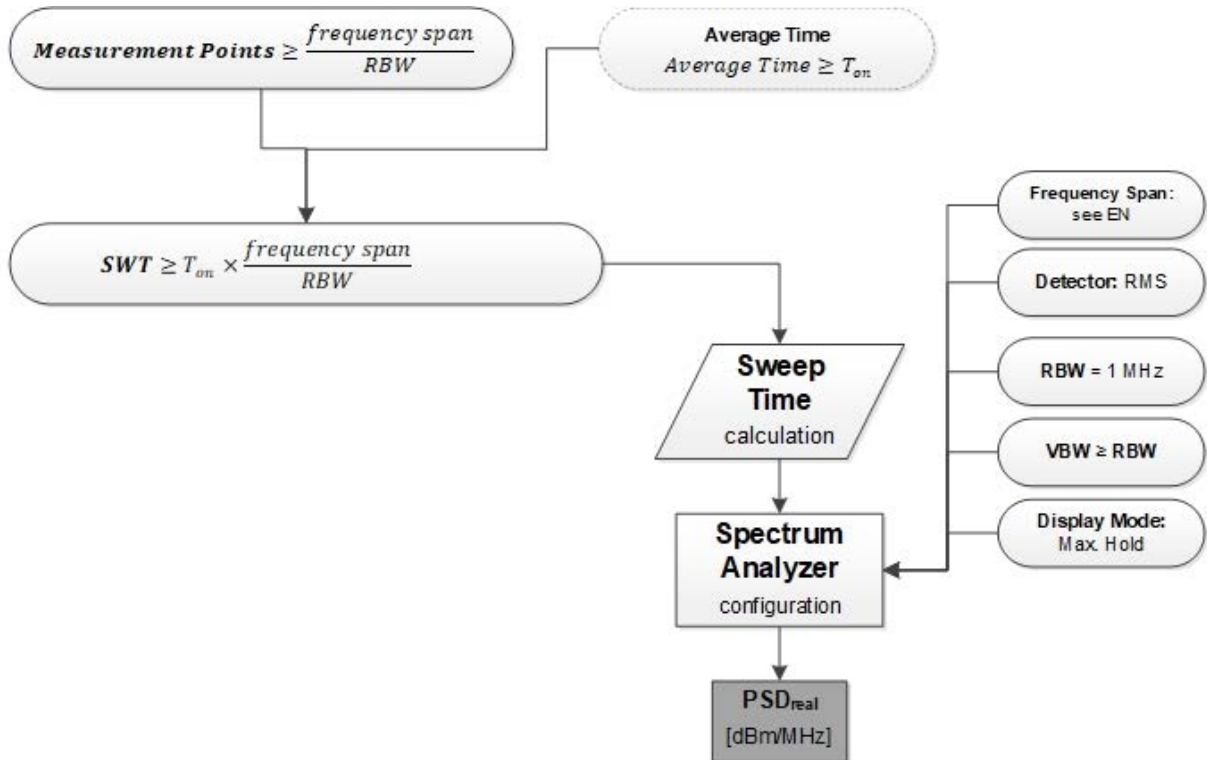 Measurement Points ≥ frequency span / RBW
Average Time
Average Time ≥ T_on
SWT ≥ T_on × frequency span / RBW
Frequency Span:
see EN
Detector: RMS
RBW = 1 MHz
VBW ≥ RBW
Display Mode:
Max. Hold
Sweep
Time
calculation
Spectrum
Analyzer
configuration
PSD_real
[dBm/MHz]